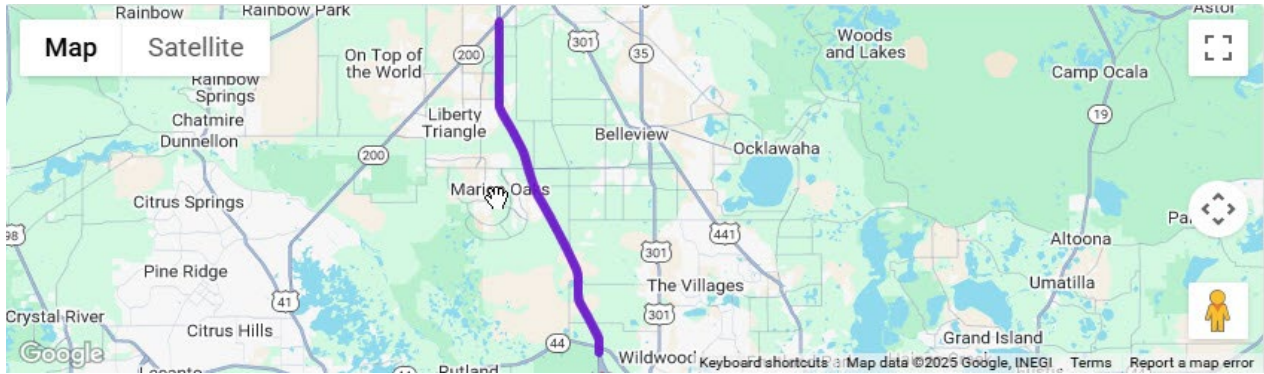 Rainbow
Rainbow Park
Astor
Map
Satellite
On Top of
the World
200
301
35
Woods
and Lakes
Camp Ocala
Rainbow
Springs
Chatmire
Dunnellon
Liberty
Triangle
Belleview
19
200
Ocklawaha
Marion Oaks
Citrus Springs
98
441
Altoona
301
Pine Ridge
The Villages
Umatilla
41
Crystal River
301
Citrus Hills
44
Grand Island
Google
Wildwood
Keyboard shortcuts
Map data ©2025 Google, INEGI
Terms
Report a map error
Lecanto
44
Rutland